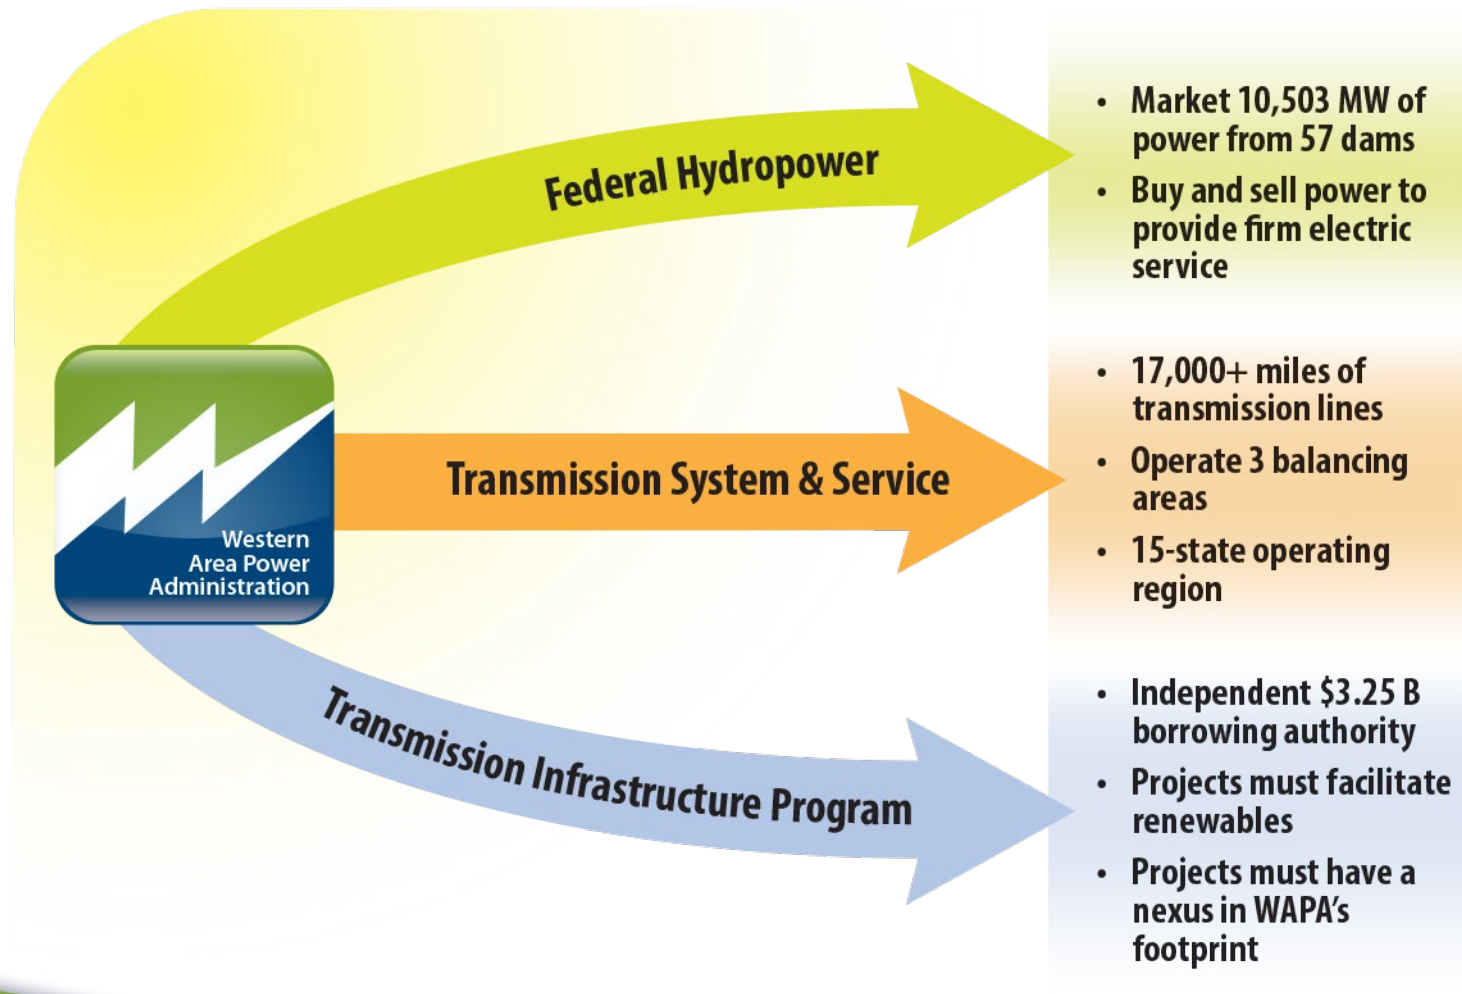 Federal Hydropower
• Market 10,503 MW of
power from 57 dams
• Buy and sell power to
provide firm electric
service
Western
Area Power
Administration
Transmission System & Service
• 17,000+ miles of
transmission lines
• Operate 3 balancing
areas
• 15-state operating
region
Transmission Infrastructure Program
• Independent $3.25 B
borrowing authority
• Projects must facilitate
renewables
• Projects must have a
nexus in WAPA’s
footprint